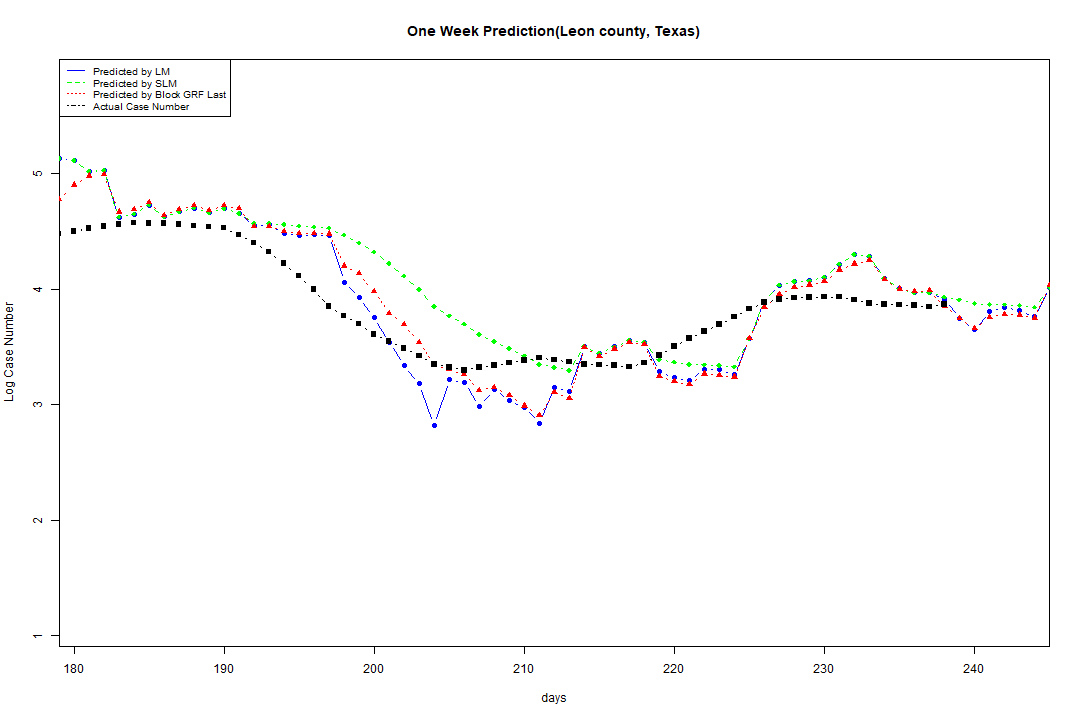 One Week Prediction(Leon county, Texas)
Predicted by LM
Predicted by SLM
Predicted by Block GRF Last
Actual Case Number
Log Case Number
5
4
3
2
1
180 190 200 210 220 230 240
days